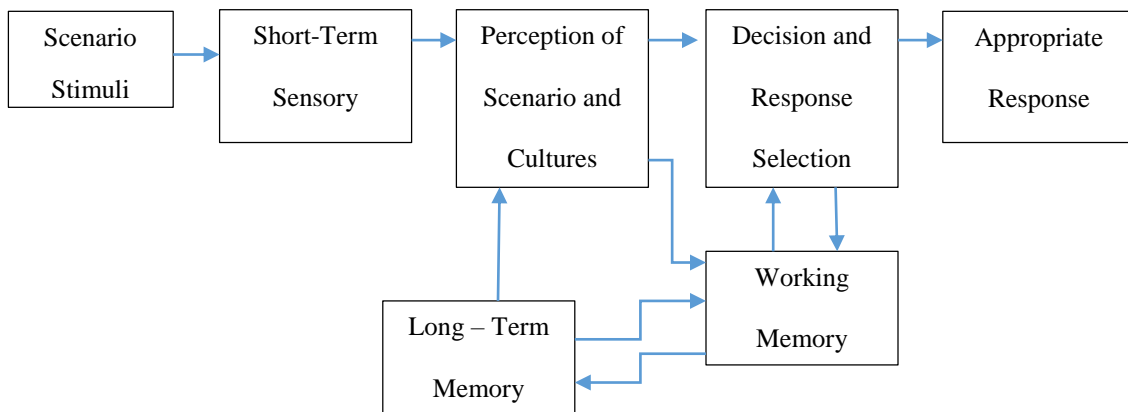 Scenario
Stimuli
Short-Term
Sensory
Perception of
Scenario and
Cultures
Decision and
Response
Selection
Appropriate
Response
Working
Memory
Long – Term
Memory